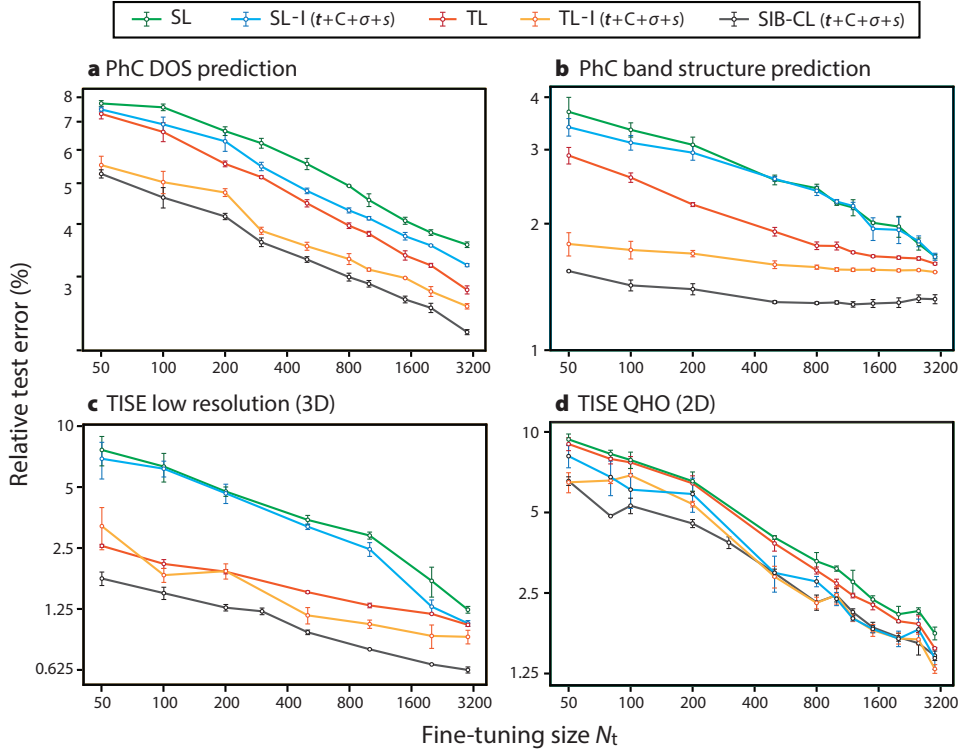 SL SL-I (t+C+σ+s) TL TL-I (t+C+σ+s) SIB-CL (t+C+σ+s)
a PhC DOS prediction
8
7
6
5
4
3
50 100 200 400 800 1600 3200
b PhC band structure prediction
4
3
2
1
50 100 200 400 800 1600 3200
Relative test error (%)
c TISE low resolution (3D)
10
5
2.5
1.25
0.625
50 100 200 400 800 1600 3200
d TISE QHO (2D)
10
5
2.5
1.25
50 100 200 400 800 1600 3200
Fine-tuning size Nt